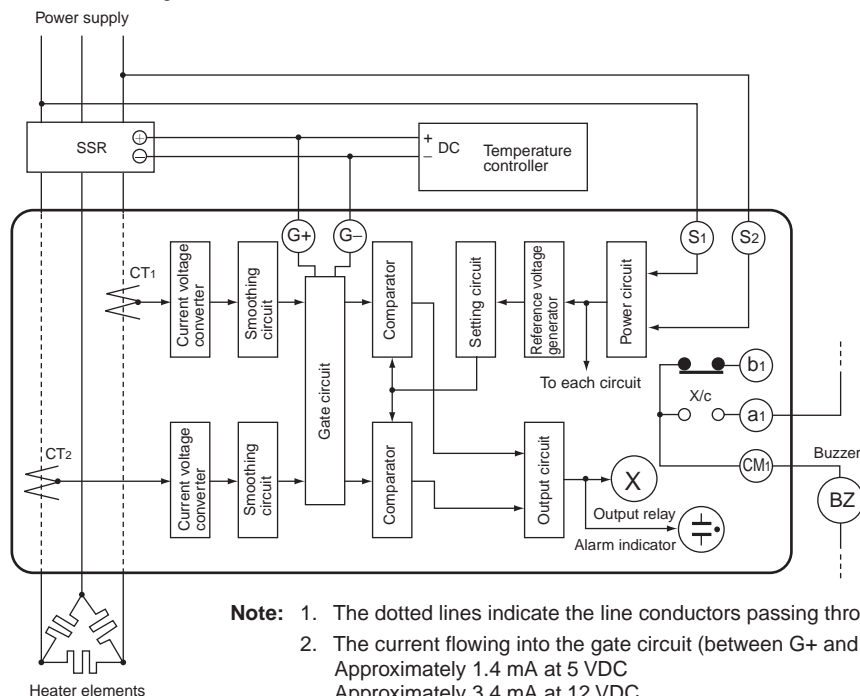 Power supply
SSR
+
−
+
−
DC
Temperature
controller
G+
G−
S1
S2
CT1
Current voltage
converter
Smoothing
circuit
Gate circuit
Comparator
Setting circuit
Reference voltage
generator
Power circuit
To each circuit
b1
X/c
a1
CM1
Buzzer
BZ
CT2
Current voltage
converter
Smoothing
circuit
Comparator
Output circuit
X
Output relay
Alarm indicator
Heater elements
Note: 1. The dotted lines indicate the line conductors passing
2. The current flowing into the gate circuit (between G+ and
Approximately 1.4 mA at 5 VDC
Approximately 3.4 mA at 12 VDC